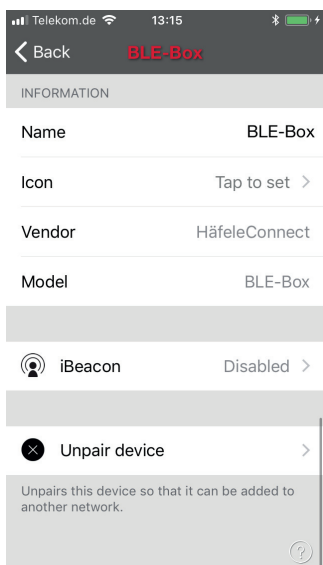 Telekom.de 13:15
Back BLE-Box
INFORMATION
Name BLE-Box
Icon Tap to set
Vendor HäfeleConnect
Model BLE-Box
iBeacon Disabled
Unpair device
Unpairs this device so that it can be added to
another network.
?